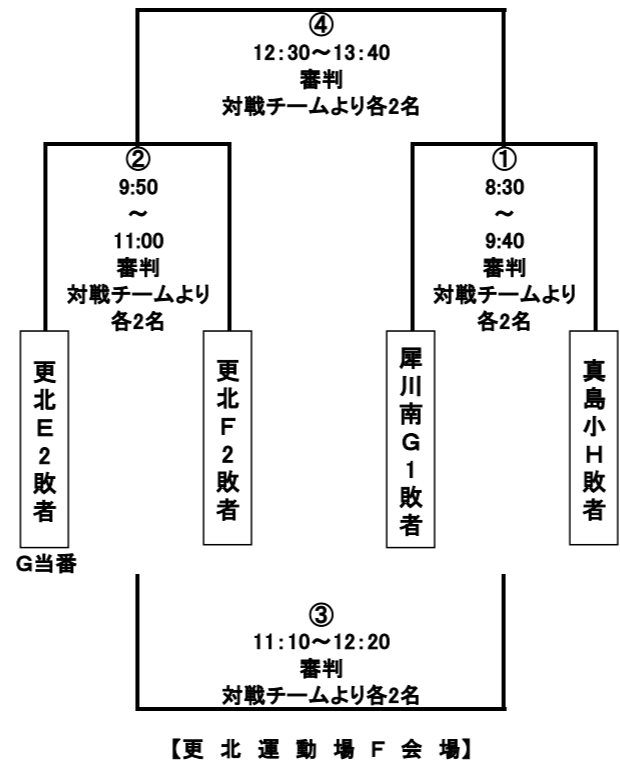 ④
12:30～13:40
審判
対戦チームより各2名
②
9:50
～
11:00
審判
対戦チームより
各2名
①
8:30
～
9:40
審判
対戦チームより
各2名
更北E2敗者
更北F2敗者
犀川南G1敗者
真島小H敗者
G当番
③
11:10～12:20
審判
対戦チームより各2名
【更 北 運 動 場 F 会 場】